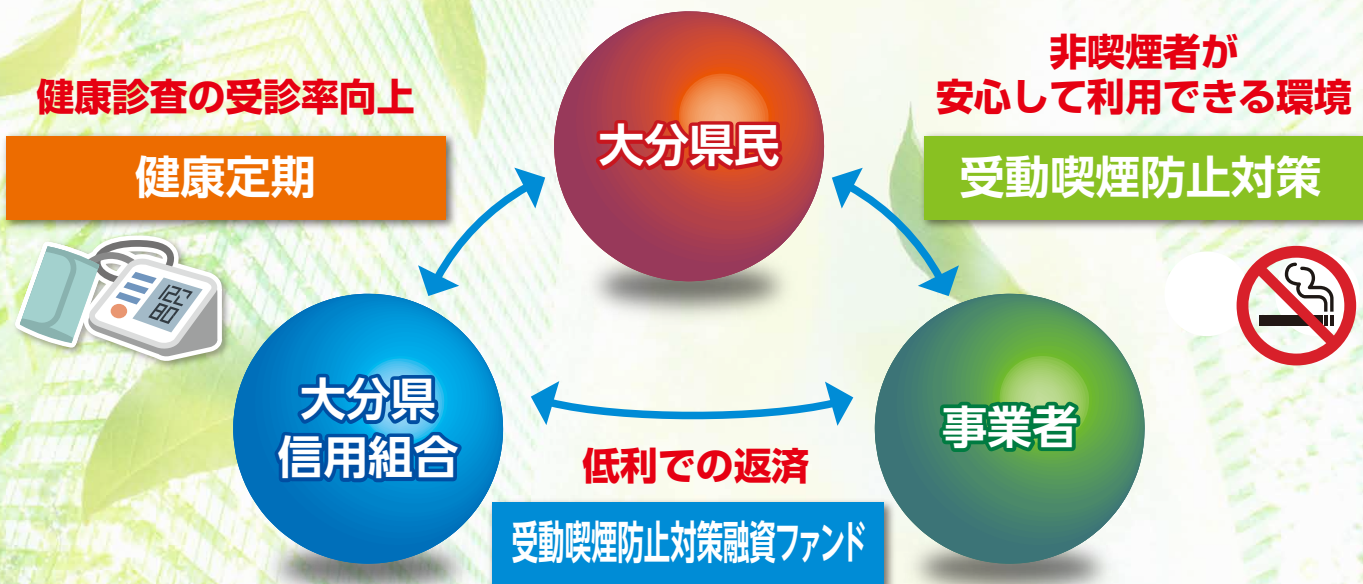 健康診査の受診率向上
健康定期
大分県民
非喫煙者が
安心して利用できる環境
受動喫煙防止対策
127
80
大分県
信用組合
事業者
低利での返済
受動喫煙防止対策融資ファンド